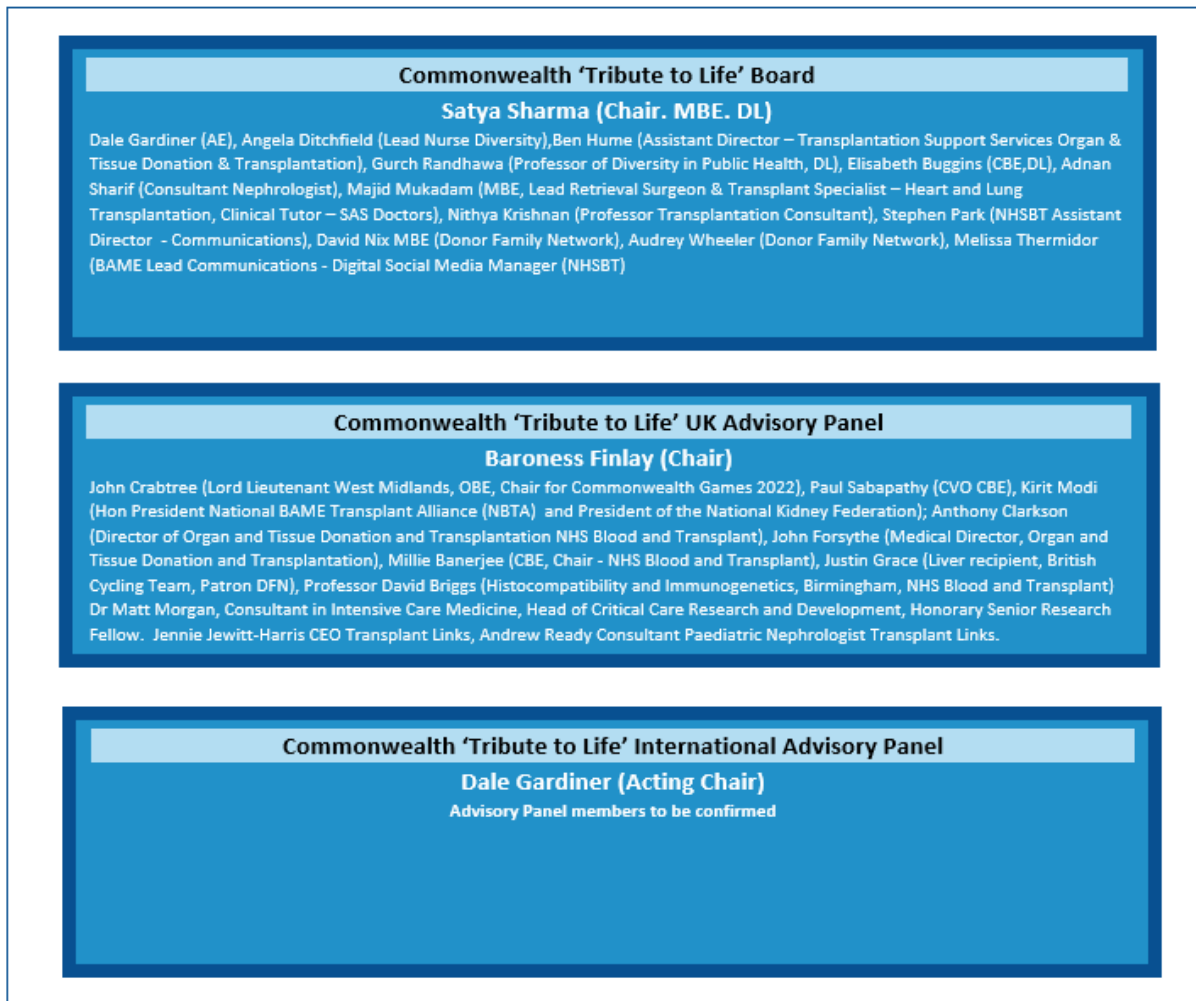 Commonwealth ‘Tribute to Life’ Board
Satya Sharma (Chair. MBE. DL)
Dale Gardiner (AE), Angela Ditchfield (Lead Nurse Diversity),Ben Hume (Assistant Director – Transplantation Support Services Organ &
Tissue Donation & Transplantation), Gurch Randhawa (Professor of Diversity in Public Health, DL), Elisabeth Buggins (CBE,DL), Adnan
Sharif (Consultant Nephrologist), Majid Mukadam (MBE, Lead Retrieval Surgeon & Transplant Specialist – Heart and Lung
Transplantation, Clinical Tutor – SAS Doctors), Nithya Krishnan (Professor Transplantation Consultant), Stephen Park (NHSBT Assistant
Director - Communications), David Nix MBE (Donor Family Network), Audrey Wheeler (Donor Family Network), Melissa Thermidor
(BAME Lead Communications - Digital Social Media Manager (NHSBT)
Commonwealth ‘Tribute to Life’ UK Advisory Panel
Baroness Finlay (Chair)
John Crabtree (Lord Lieutenant West Midlands, OBE, Chair for Commonwealth Games 2022), Paul Sabapathy (CVO CBE), Kirit Modi
(Hon President National BAME Transplant Alliance (NBTA) and President of the National Kidney Federation); Anthony Clarkson
(Director of Organ and Tissue Donation and Transplantation NHS Blood and Transplant), John Forsythe (Medical Director, Organ and
Tissue Donation and Transplantation), Millie Banerjee (CBE, Chair - NHS Blood and Transplant), Justin Grace (Liver recipient, British
Cycling Team, Patron DFN), Professor David Briggs (Histocompatibility and Immunogenetics, Birmingham, NHS Blood and Transplant)
Dr Matt Morgan, Consultant in Intensive Care Medicine, Head of Critical Care Research and Development, Honorary Senior Research
Fellow. Jennie Jewitt-Harris CEO Transplant Links, Andrew Ready Consultant Paediatric Nephrologist Transplant Links.
Commonwealth ‘Tribute to Life’ International Advisory Panel
Dale Gardiner (Acting Chair)
Advisory Panel members to be confirmed